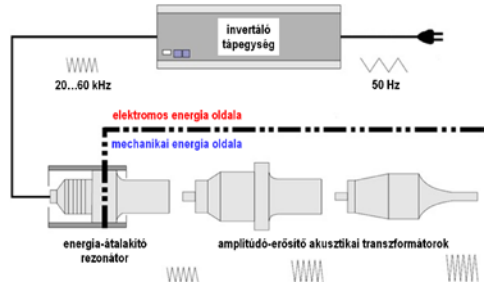 invertáló
tápegység
20...60 kHz
50 Hz
elektromos energia oldala
mechanikai energia oldala
energia-átalakító
rezonátor
amplitúdó-erősítő akusztikai transzformátorok